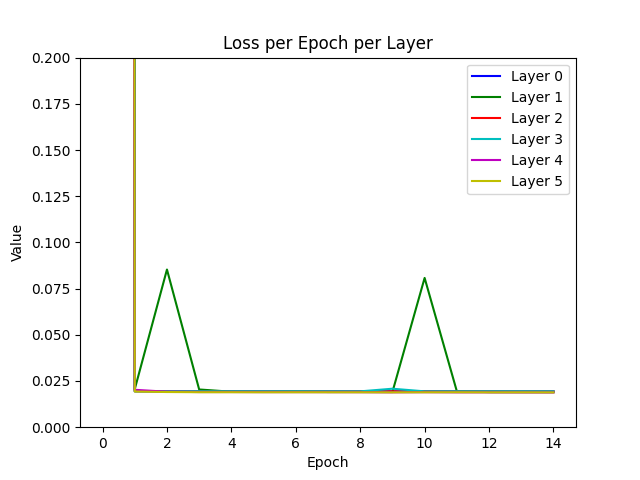 Loss per Epoch per Layer
0.200
0.175
0.150
0.125
0.100
0.075
0.050
0.025
0.000
Value
0 2 4 6 8 10 12 14
Epoch
Layer 0
Layer 1
Layer 2
Layer 3
Layer 4
Layer 5